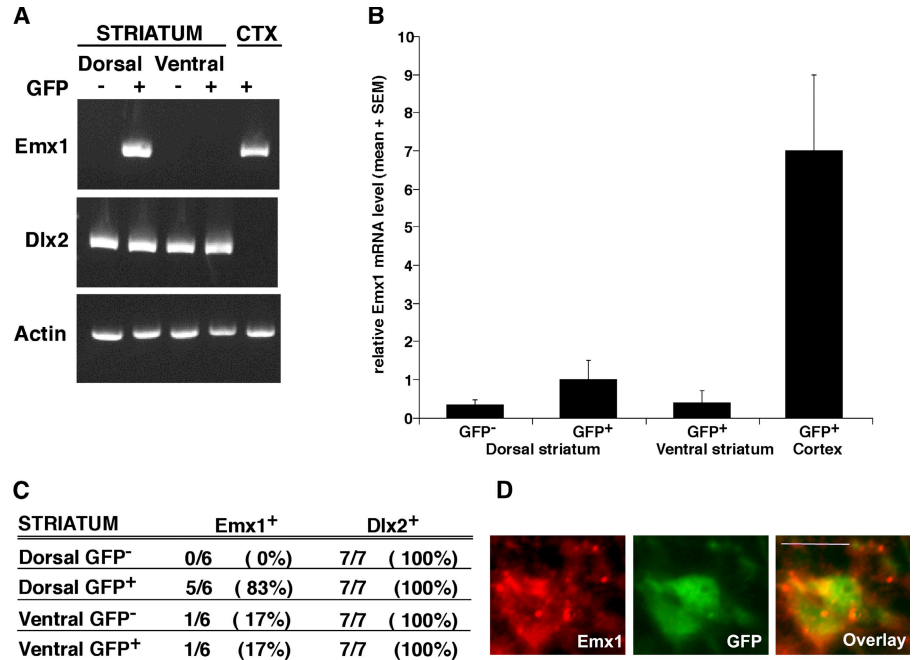 A
STRIATUM CTX
Dorsal Ventral
GFP - + - + +
Emx1
Dlx2
Actin
B
relative Emx1 mRNA level (mean + SEM)
10
9
8
7
6
5
4
3
2
1
0
GFP- GFP+ GFP+ GFP+
Dorsal striatum Ventral striatum Cortex
C
STRIATUM Emx1+ Dlx2+
Dorsal GFP- 0/6 ( 0%) 7/7 ( 100%)
Dorsal GFP+ 5/6 ( 83%) 7/7 (100%)
Ventral GFP- 1/6 ( 17%) 7/7 ( 100%)
Ventral GFP+ 1/6 (17%) 7/7 (100%)
D
Emx1 GFP Overlay